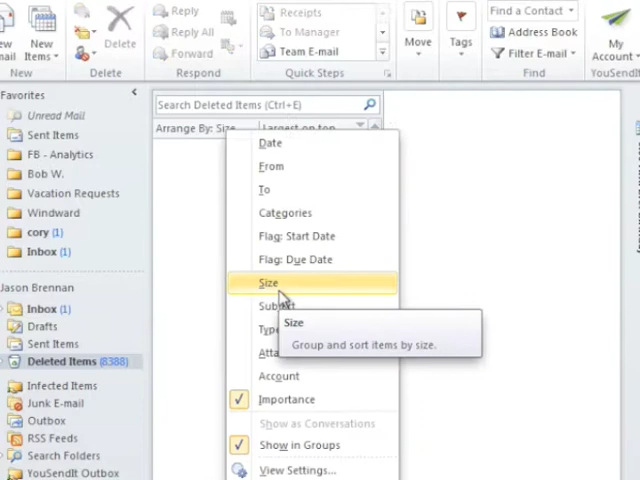 Reply
Reply All
Forward
Receipts
To Manager
Team E-mail
Find a Contact
Address Book
Filter E-mail
New
Items
Delete
Move
Tags
My
Account
New
Delete
Respond
Quick Steps
Find
YouSendIt
Favorites
Unread Mail
Sent Items
FB - Analytics
Bob W.
Vacation Requests
Windward
cory (1)
Inbox (1)
Jason Brennan
Inbox (1)
Drafts
Sent Items
Deleted Items (8388)
Infected Items
Junk E-mail
Outbox
RSS Feeds
Search Folders
YouSendIt Outbox
Search Deleted Items (Ctrl+E)
Arrange By: Size
Largest on top
Date
From
To
Categories
Flag: Start Date
Flag: Due Date
Size
Subject
Size
Group and sort items by size.
Account
Importance
Show as Conversations
Show in Groups
View Settings...